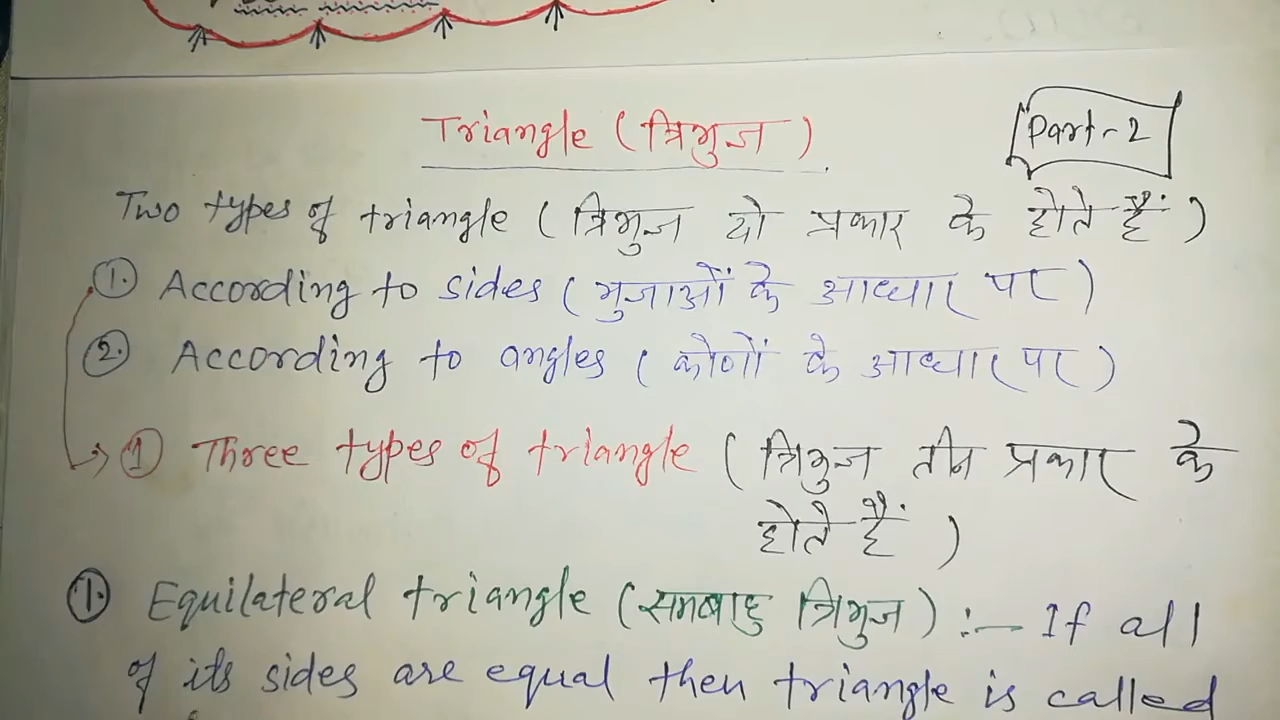 Triangle (त्रिभुज)
Part-2
Two types of triangle (त्रिभुज दो प्रकार के होते हैं)
1. According to sides (भुजाओं के आधार पर)
2. According to angles (कोणों के आधार पर)
1 Three types of triangle (त्रिभुज तीन प्रकार के
होते हैं)
1. Equilateral triangle (समबाहु त्रिभुज) :- If all
of its sides are equal then triangle is called